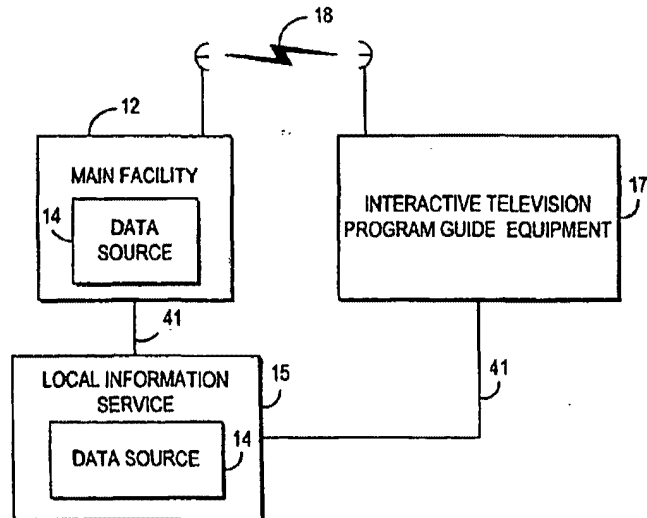 18
12
MAIN FACILITY
14
DATA
SOURCE
INTERACTIVE TELEVISION
PROGRAM GUIDE EQUIPMENT
17
41
LOCAL INFORMATION
SERVICE
15
41
DATA SOURCE
14